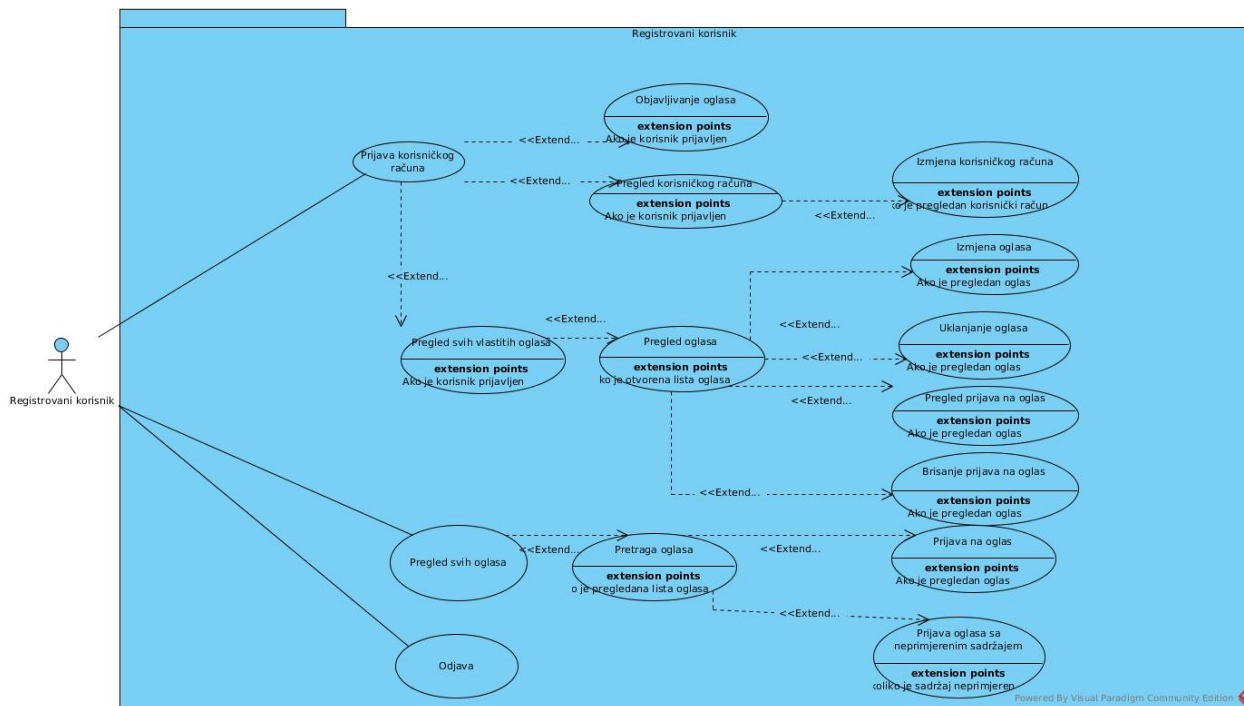 Registrovani korisnik
Objavljivanje oglasa
extension points
Ako je korisnik prijavljen
<<Extend...
Prijava korisničkog
računa
<<Extend...
Pregled korisničkog računa
extension points
Ako je korisnik prijavljen
<<Extend...
Izmjena korisničkog računa
extension points
ko je pregledan korisnički račun
<<Extend...
Izmjena oglasa
extension points
Ako je pregledan oglas
<<Extend...
Pregled svih vlastitih oglasa
extension points
Ako je korisnik prijavljen
<<Extend...
Pregled oglasa
extension points
ko je otvorena lista oglasa
<<Extend...
Uklanjanje oglasa
extension points
Ako je pregledan oglas
<<Extend...
<<Extend...
Pregled prijava na oglas
extension points
Ako je pregledan oglas
Registrovani korisnik
<<Extend...
Brisanje prijava na oglas
extension points
Ako je pregledan oglas
Pregled svih oglasa
<<Extend...
Pretraga oglasa
extension points
o je pregledana lista oglasa
<<Extend...
Prijava na oglas
extension points
Ako je pregledan oglas
<<Extend...
Prijava oglasa sa
neprimjerenim sadržajem
extension points
koliko je sadržaj neprimjeren
Odjava
Powered By Visual Paradigm Community Edition